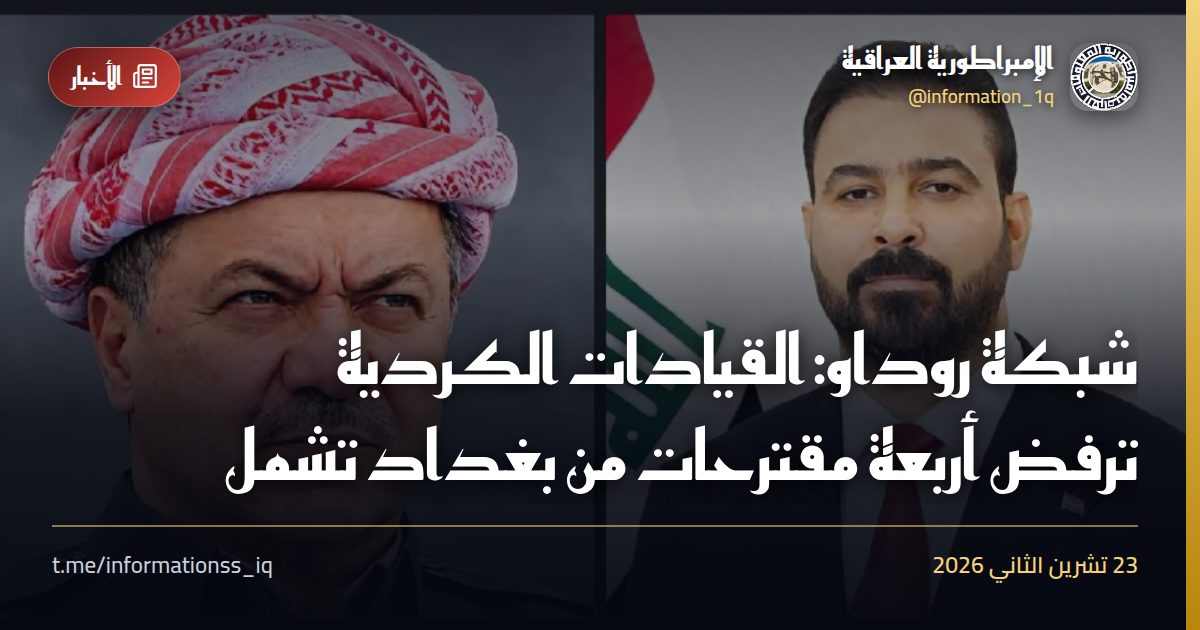 الإمبراطورية العراقية
@information_1q
الأخبار
شبكة روداو: القيادات الكردية
ترفض أربعة مقترحات من بغداد تشمل
23 تشرين الثاني 2026
t.me/informationss_iq